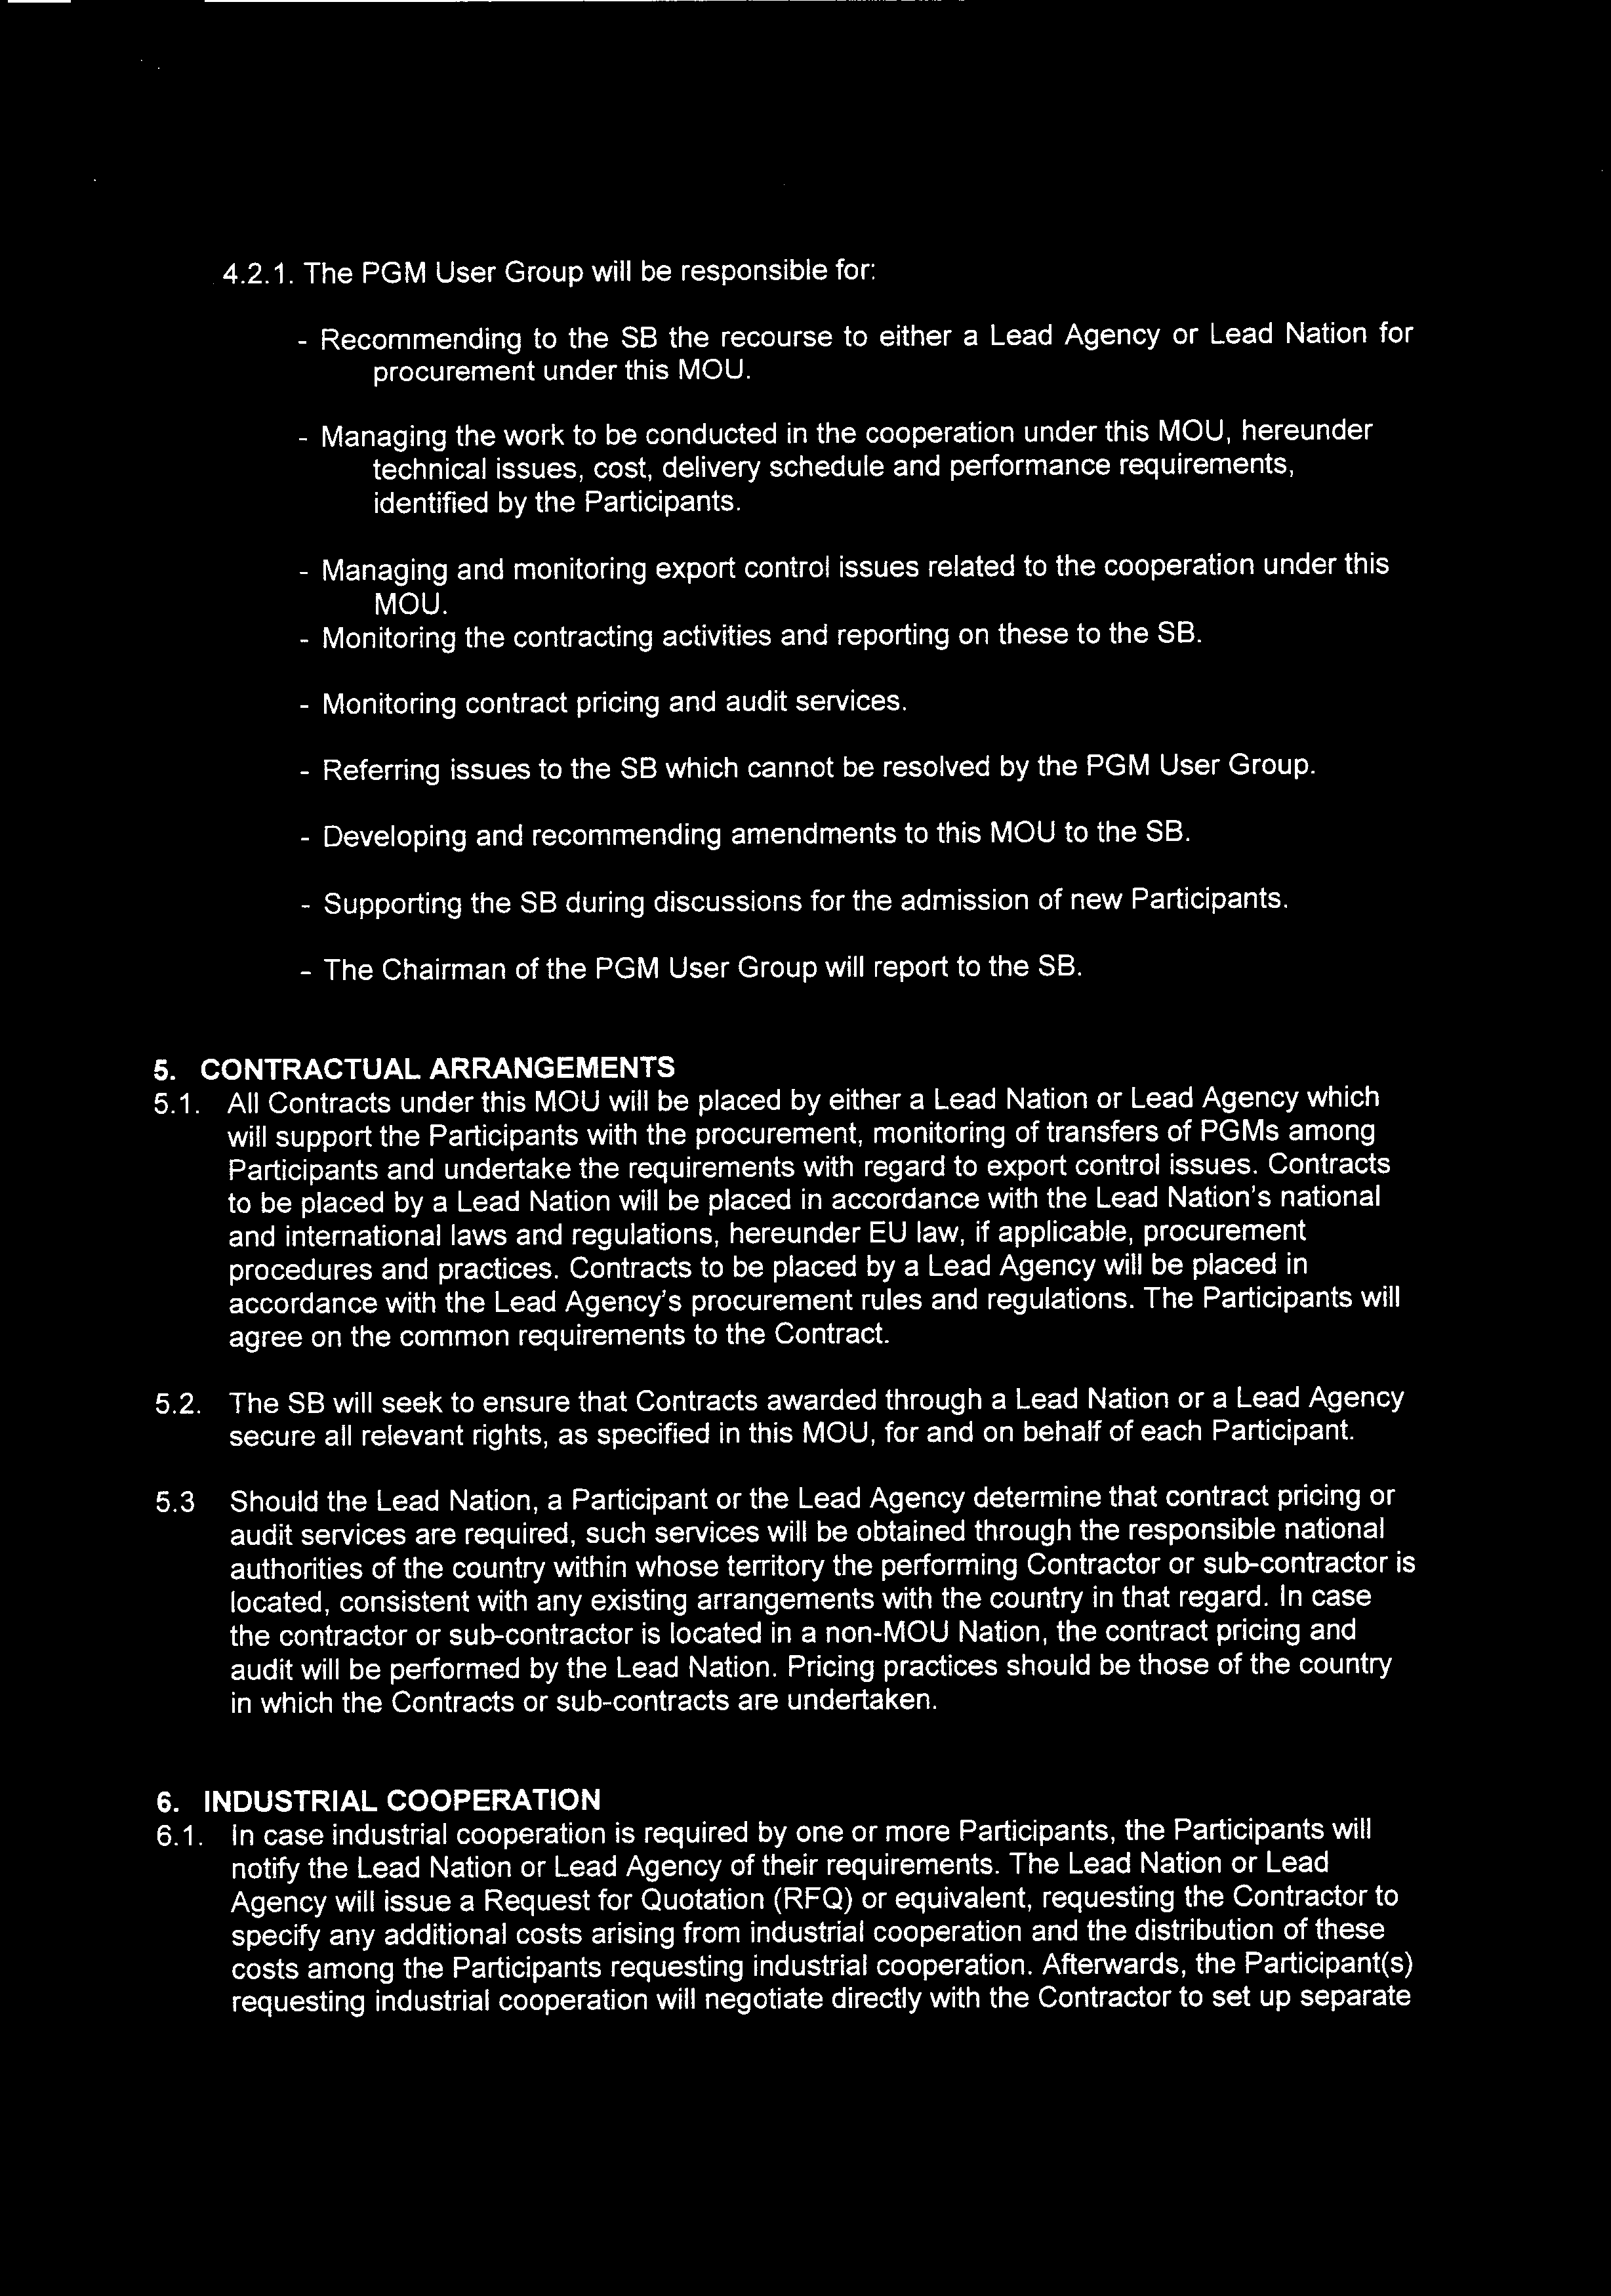 4.2.1. The PGM User Group will be responsible for:
- Recommending to the SB the recourse to either a Lead Agency or Lead Nation for
procurement under this MOU.
- Managing the work to be conducted in the cooperation under this MOU, hereunder
technical issues, cost, delivery schedule and performance requirements,
identified by the Participants.
- Managing and monitoring export control issues related to the cooperation under this
MOU.
- Monitoring the contracting activities and reporting on these to the SB.
- Monitoring contract pricing and audit services.
- Referring issues to the SB which cannot be resolved by the PGM User Group.
- Developing and recommending amendments to this MOU to the SB.
- Supporting the SB during discussions for the admission of new Participants.
- The Chairman of the PGM User Group will report to the SB.
5. CONTRACTUAL ARRANGEMENTS
5.1. All Contracts under this MOU will be placed by either a Lead Nation or Lead Agency which
will support the Participants with the procurement, monitoring of transfers of PGMs among
Participants and undertake the requirements with regard to export control issues. Contracts
to be placed by a Lead Nation will be placed in accordance with the Lead Nation's national
and international laws and regulations, hereunder EU law, if applicable, procurement
procedures and practices. Contracts to be placed by a Lead Agency will be placed in
accordance with the Lead Agency's procurement rules and regulations. The Participants will
agree on the common requirements to the Contract.
5.2. The SB will seek to ensure that Contracts awarded through a Lead Nation or a Lead Agency
secure all relevant rights, as specified in this MOU, for and on behalf of each Participant.
5.3 Should the Lead Nation, a Participant or the Lead Agency determine that contract pricing or
audit services are required, such services will be obtained through the responsible national
authorities of the country within whose territory the performing Contractor or sub-contractor is
located, consistent with any existing arrangements with the country in that regard. In case
the contractor or sub-contractor is located in a non-MOU Nation, the contract pricing and
audit will be performed by the Lead Nation. Pricing practices should be those of the country
in which the Contracts or sub-contracts are undertaken.
6. INDUSTRIAL COOPERATION
6.1. In case industrial cooperation is required by one or more Participants, the Participants will
notify the Lead Nation or Lead Agency of their requirements. The Lead Nation or Lead
Agency will issue a Request for Quotation (RFQ) or equivalent, requesting the Contractor to
specify any additional costs arising from industrial cooperation and the distribution of these
costs among the Participants requesting industrial cooperation. Afterwards, the Participant(s)
requesting industrial cooperation will negotiate directly with the Contractor to set up separate